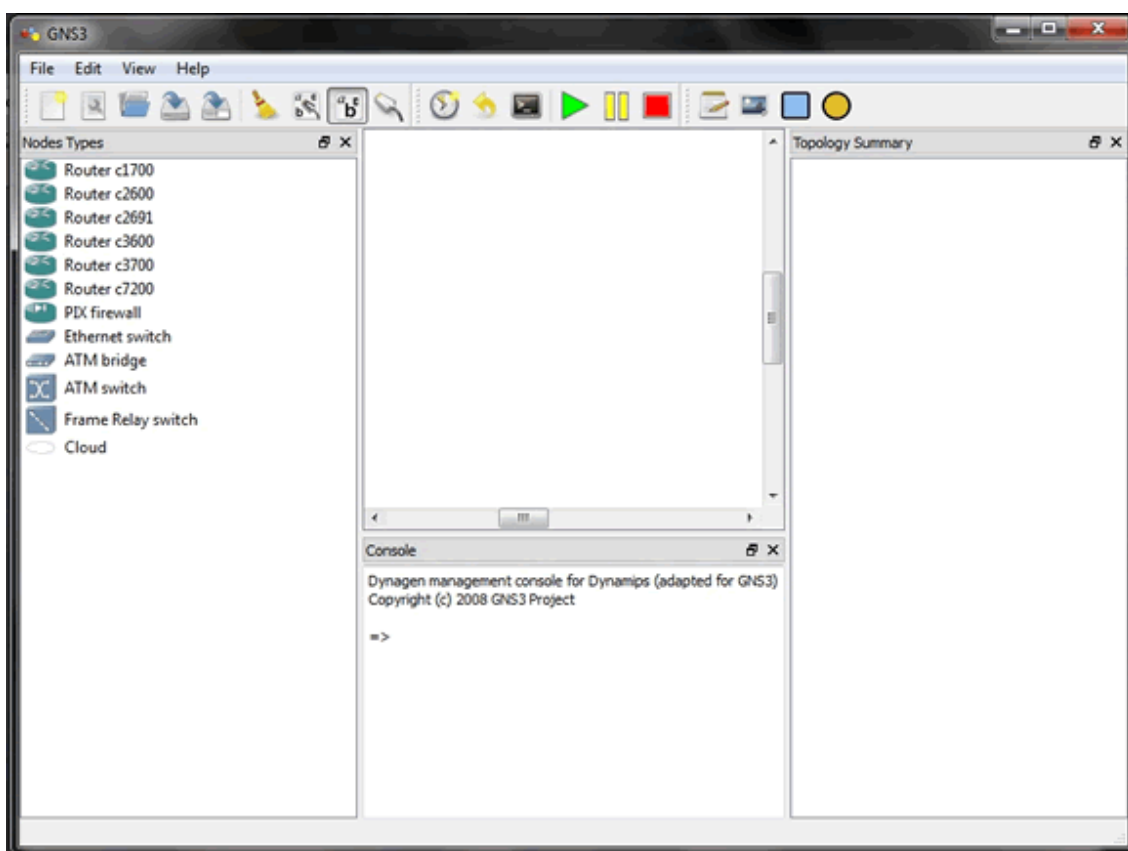 GNS3
File Edit View Help
Nodes Types
Router c1700
Router c2600
Router c2691
Router c3600
Router c3700
Router c7200
PIX firewall
Ethernet switch
ATM bridge
ATM switch
Frame Relay switch
Cloud
Console
Dynagen management console for Dynamips (adapted for GNS3)
Copyright (c) 2008 GNS3 Project
=>
Topology Summary